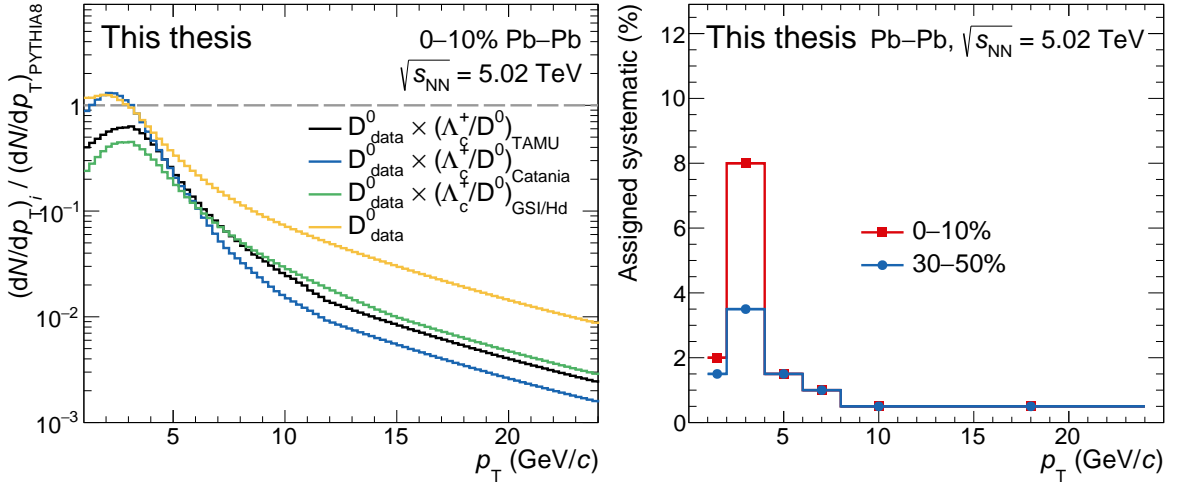 This thesis
0–10% Pb–Pb
√sNN = 5.02 TeV
D⁰data × (Λc⁺/D⁰)TAMU
D⁰data × (Λc⁺/D⁰)Catania
D⁰data × (Λc⁺/D⁰)GSI/Hd
D⁰data
(dN/dpT)i / (dN/dpT)PYTHIA8
1
10⁻¹
10⁻²
10⁻³
5 10 15 20
pT (GeV/c)
This thesis Pb–Pb, √sNN = 5.02 TeV
0–10%
30–50%
Assigned systematic (%)
12
10
8
6
4
2
0
0 5 10 15 20
pT (GeV/c)